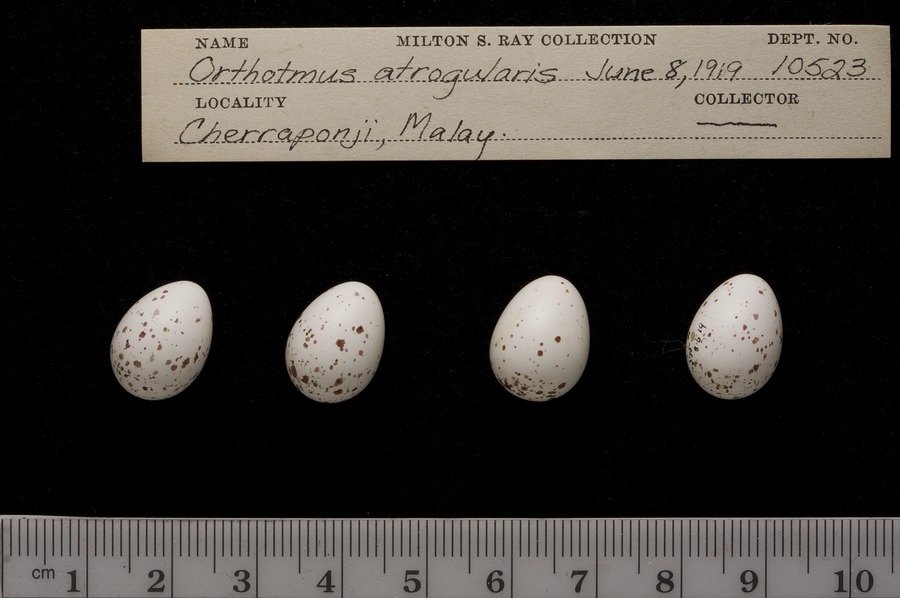 NAME MILTON S. RAY COLLECTION DEPT. NO.
Orthotmus atrogularis June 8, 1919 10523
LOCALITY COLLECTOR
Cherraponji, Malay.
cm 1 2 3 4 5 6 7 8 9 10